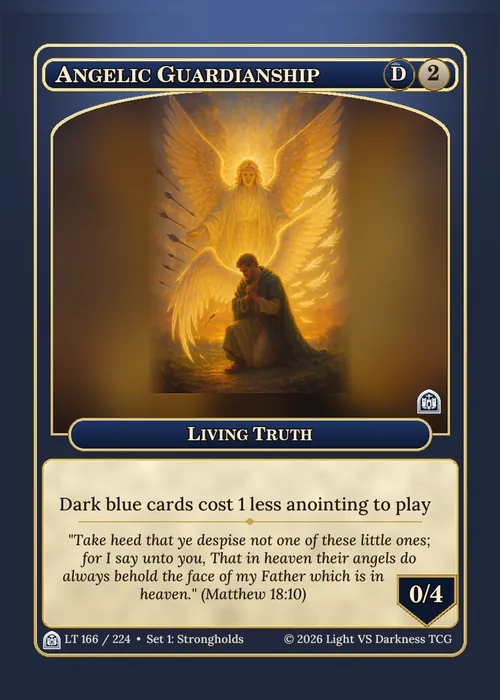 Angelic Guardianship D 2
Living Truth
Dark blue cards cost 1 less anointing to play
"Take heed that ye despise not one of these little ones;
for I say unto you, That in heaven their angels do
always behold the face of my Father which is in
heaven." (Matthew 18:10)
0/4
LT 166 / 224 • Set 1: Strongholds © 2026 Light VS Darkness TCG